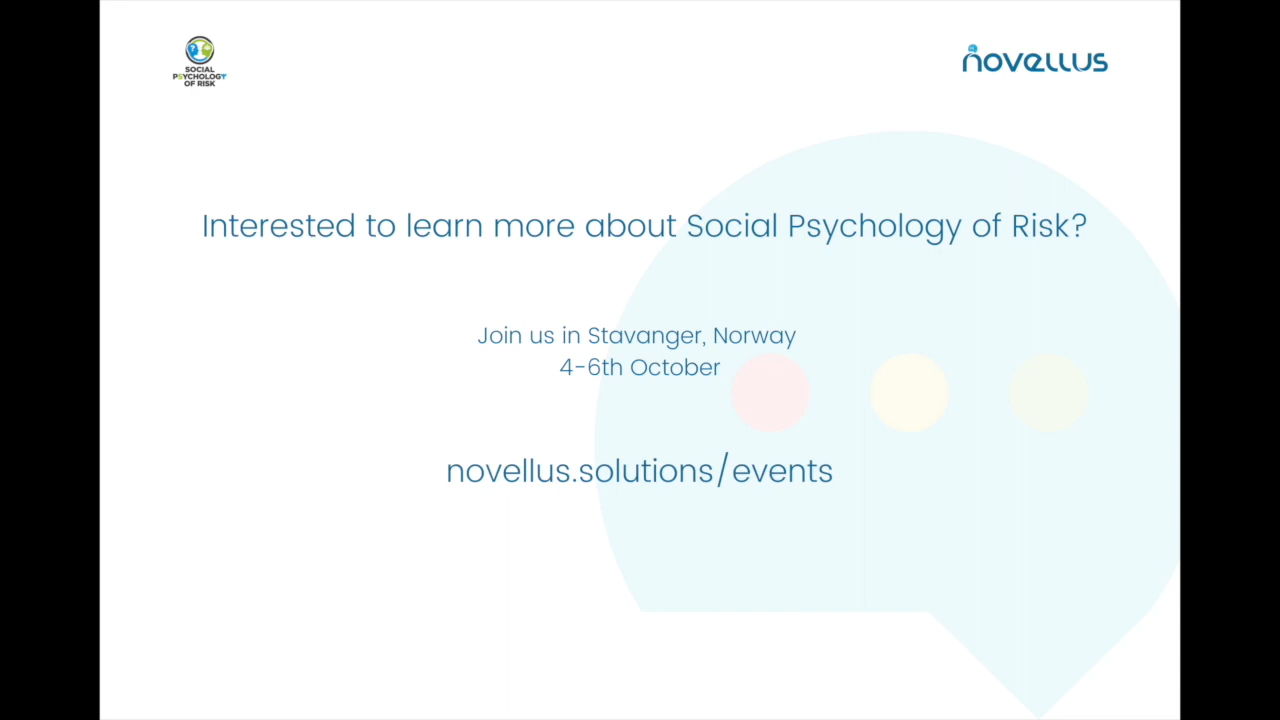 SOCIAL
PSYCHOLOGY
OF RISK
novellus
Interested to learn more about Social Psychology of Risk?
Join us in Stavanger, Norway
4-6th October
novellus.solutions/events